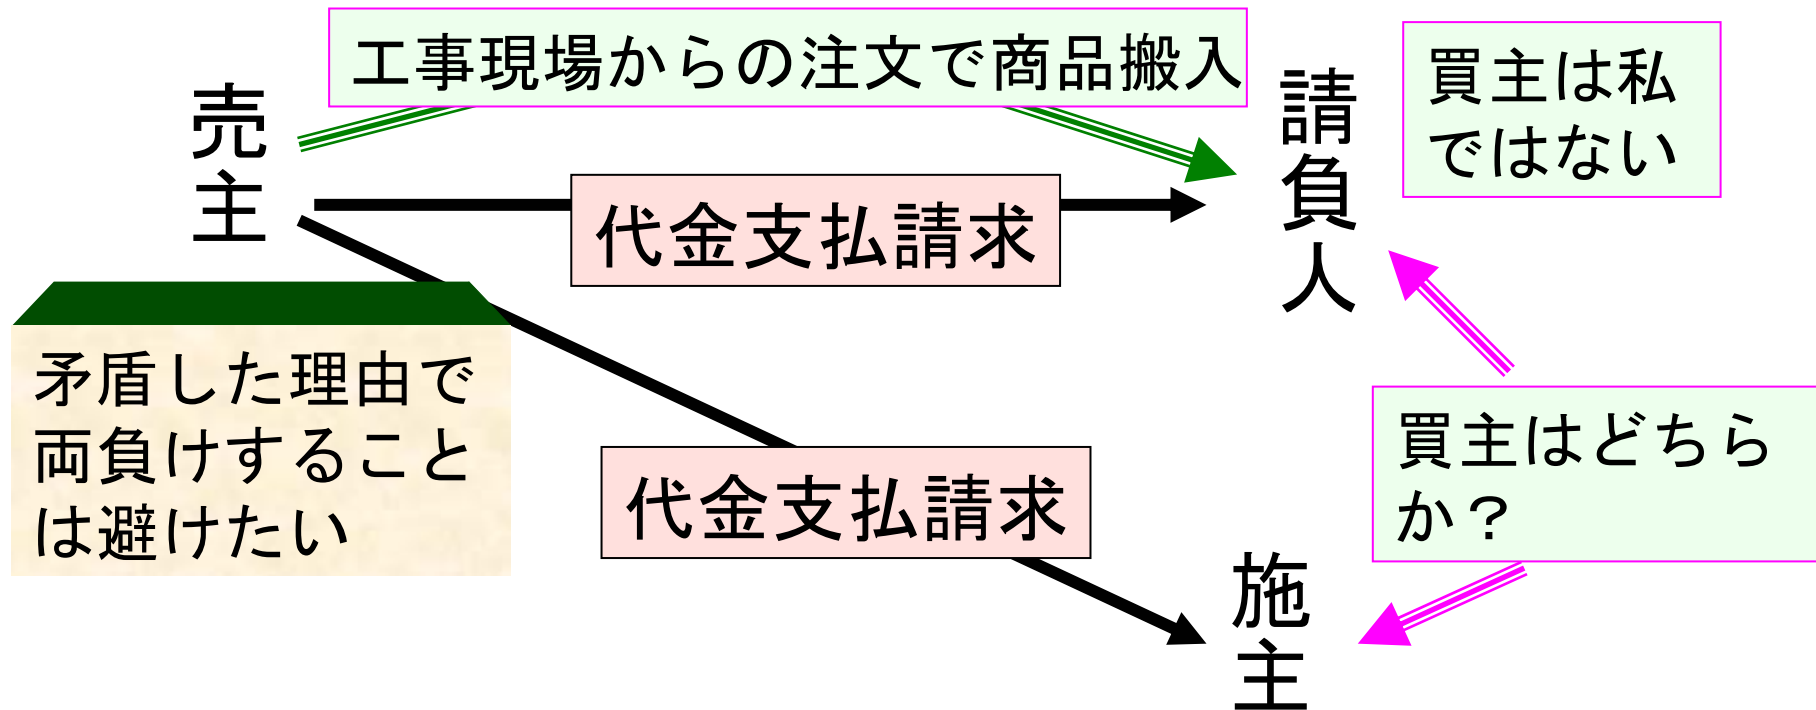 工事現場からの注文で商品搬入
売主
請負人
買主は私
ではない
代金支払請求
矛盾した理由で
両負けすること
は避けたい
買主はどちら
か？
代金支払請求
施主